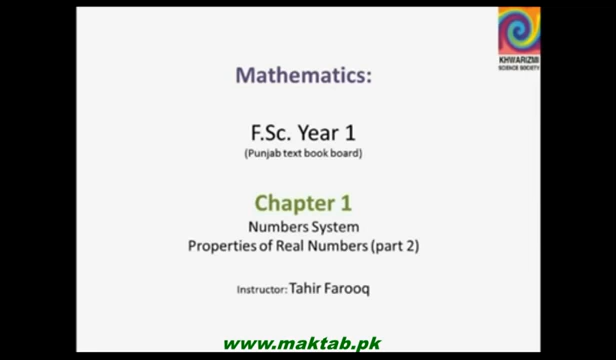 KHWARIZMI
SCIENCE SOCIETY
Mathematics:
F.Sc. Year 1
(Punjab text book board)
Chapter 1
Numbers System
Properties of Real Numbers (part 2)
Instructor: Tahir Farooq
www.maktab.pk